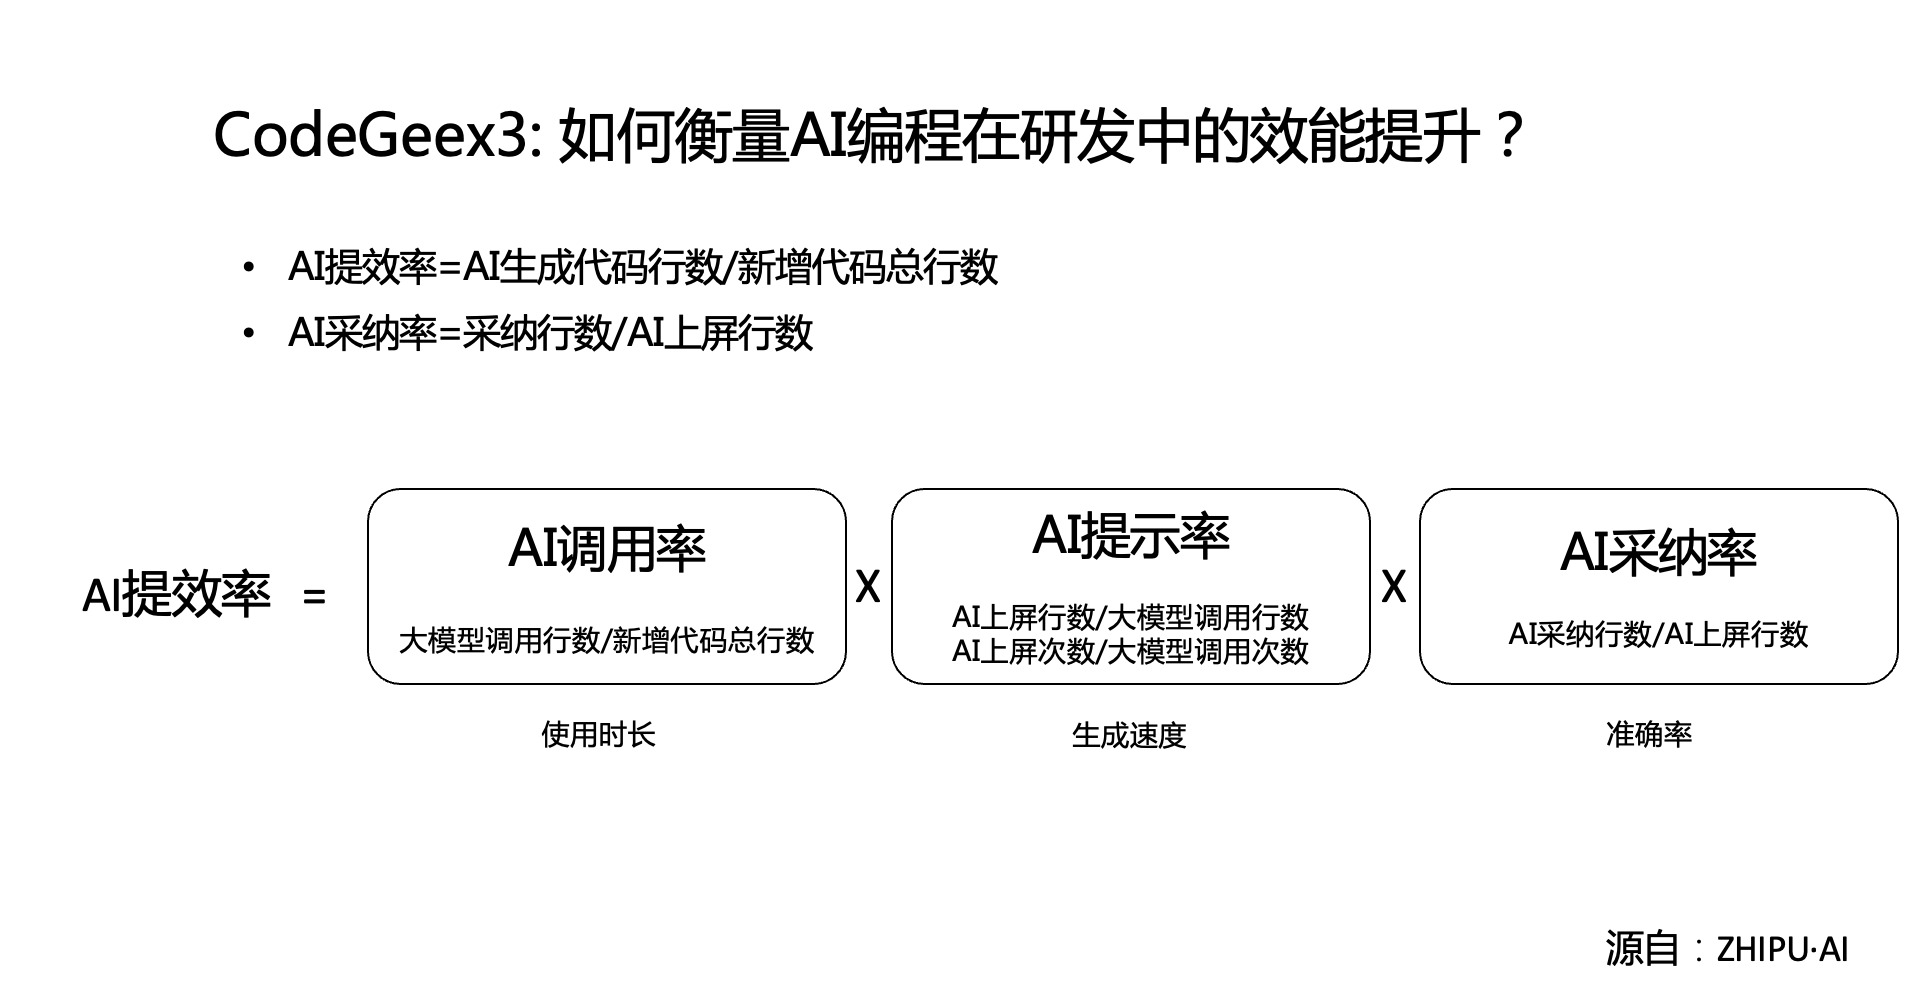 CodeGeex3: 如何衡量AI编程在研发中的效能提升？
• AI提效率=AI生成代码行数/新增代码总行数
• AI采纳率=采纳行数/AI上屏行数
AI提效率 =
AI调用率
大模型调用行数/新增代码总行数
使用时长
X
AI提示率
AI上屏行数/大模型调用行数
AI上屏次数/大模型调用次数
生成速度
X
AI采纳率
AI采纳行数/AI上屏行数
准确率
源自：ZHIPU·AI